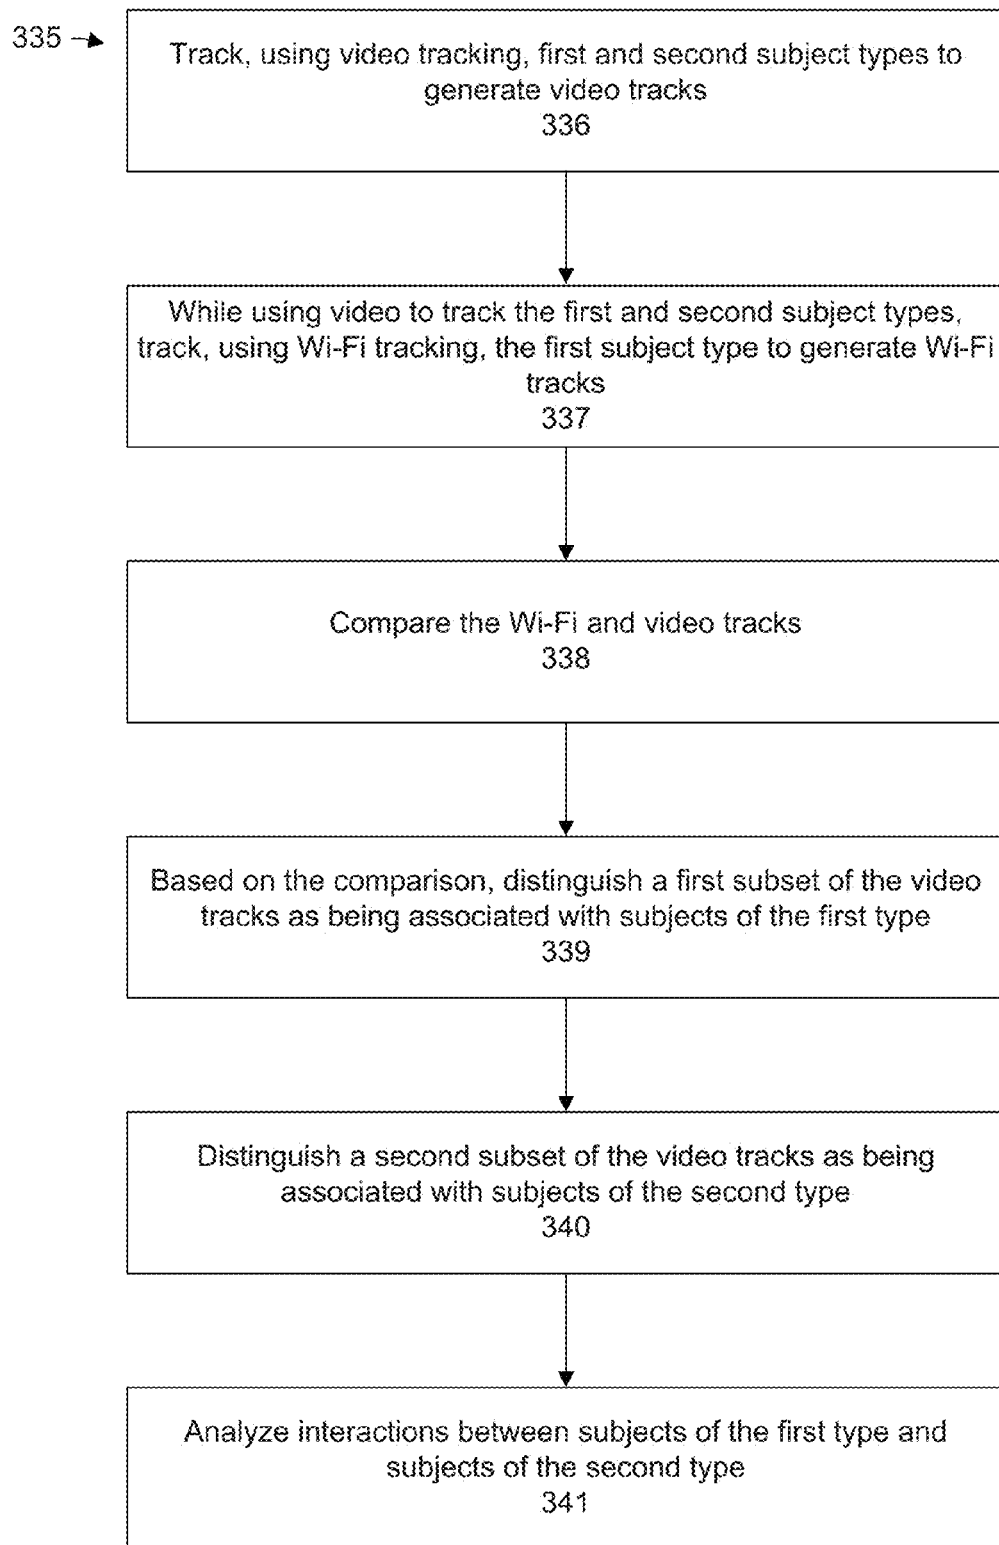 335
Track, using video tracking, first and second subject types to
generate video tracks
336
While using video to track the first and second subject types,
track, using Wi-Fi tracking, the first subject type to generate Wi-Fi
tracks
337
Compare the Wi-Fi and video tracks
338
Based on the comparison, distinguish a first subset of the video
tracks as being associated with subjects of the first type
339
Distinguish a second subset of the video tracks as being
associated with subjects of the second type
340
Analyze interactions between subjects of the first type and
subjects of the second type
341